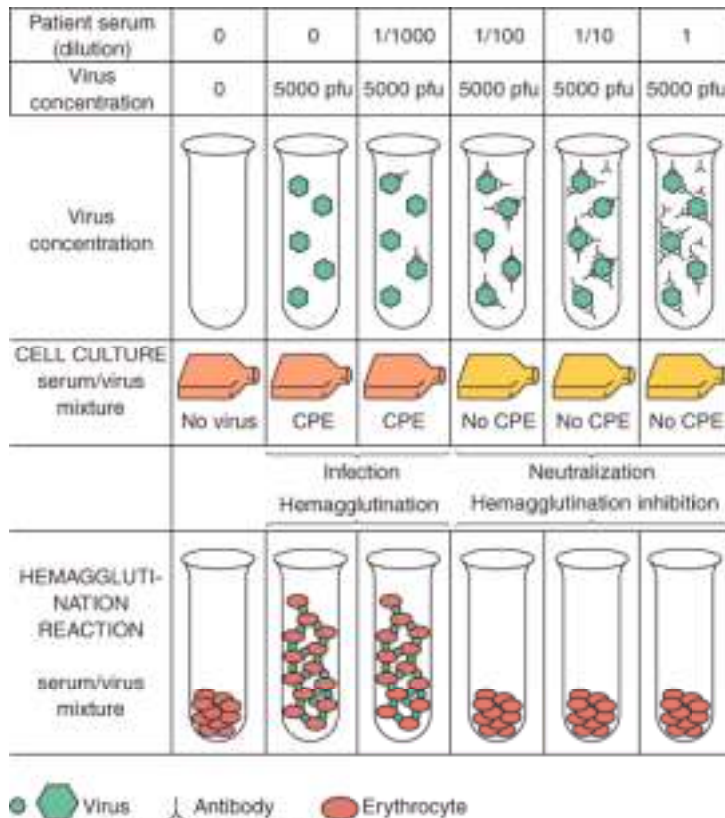 Patient serum (dilution) 0 0 1/1000 1/100 1/10 1
Virus concentration 0 5000 pfu 5000 pfu 5000 pfu 5000 pfu 5000 pfu
Virus
concentration
CELL CULTURE
serum/virus
mixture
No virus CPE CPE No CPE No CPE No CPE
Infection Neutralization
Hemagglutination Hemagglutination inhibition
HEMAGGLUTI-
NATION
REACTION
serum/virus
mixture
Virus Antibody Erythrocyte